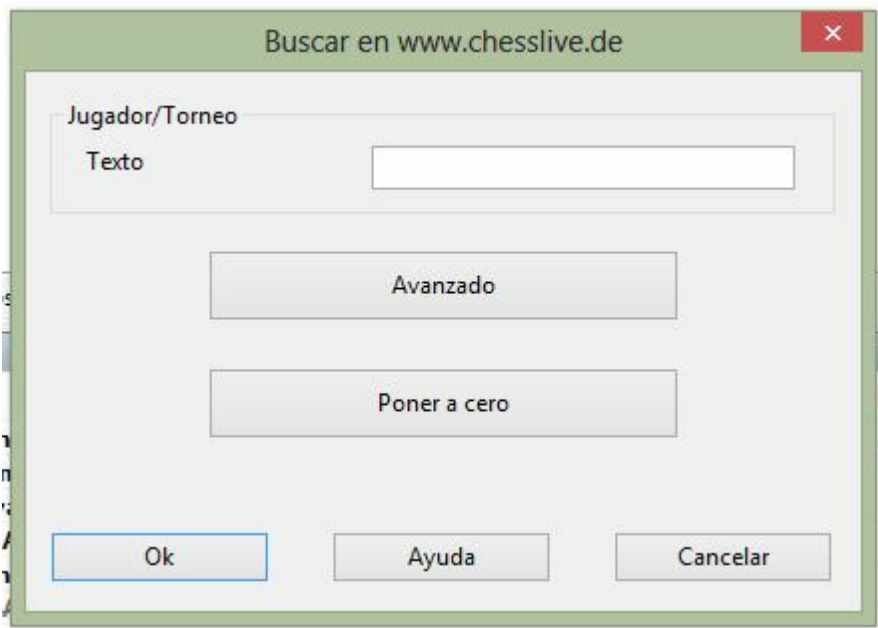 Buscar en www.chesslive.de
Jugador/Torneo
Texto
Avanzado
Poner a cero
Ok
Ayuda
Cancelar